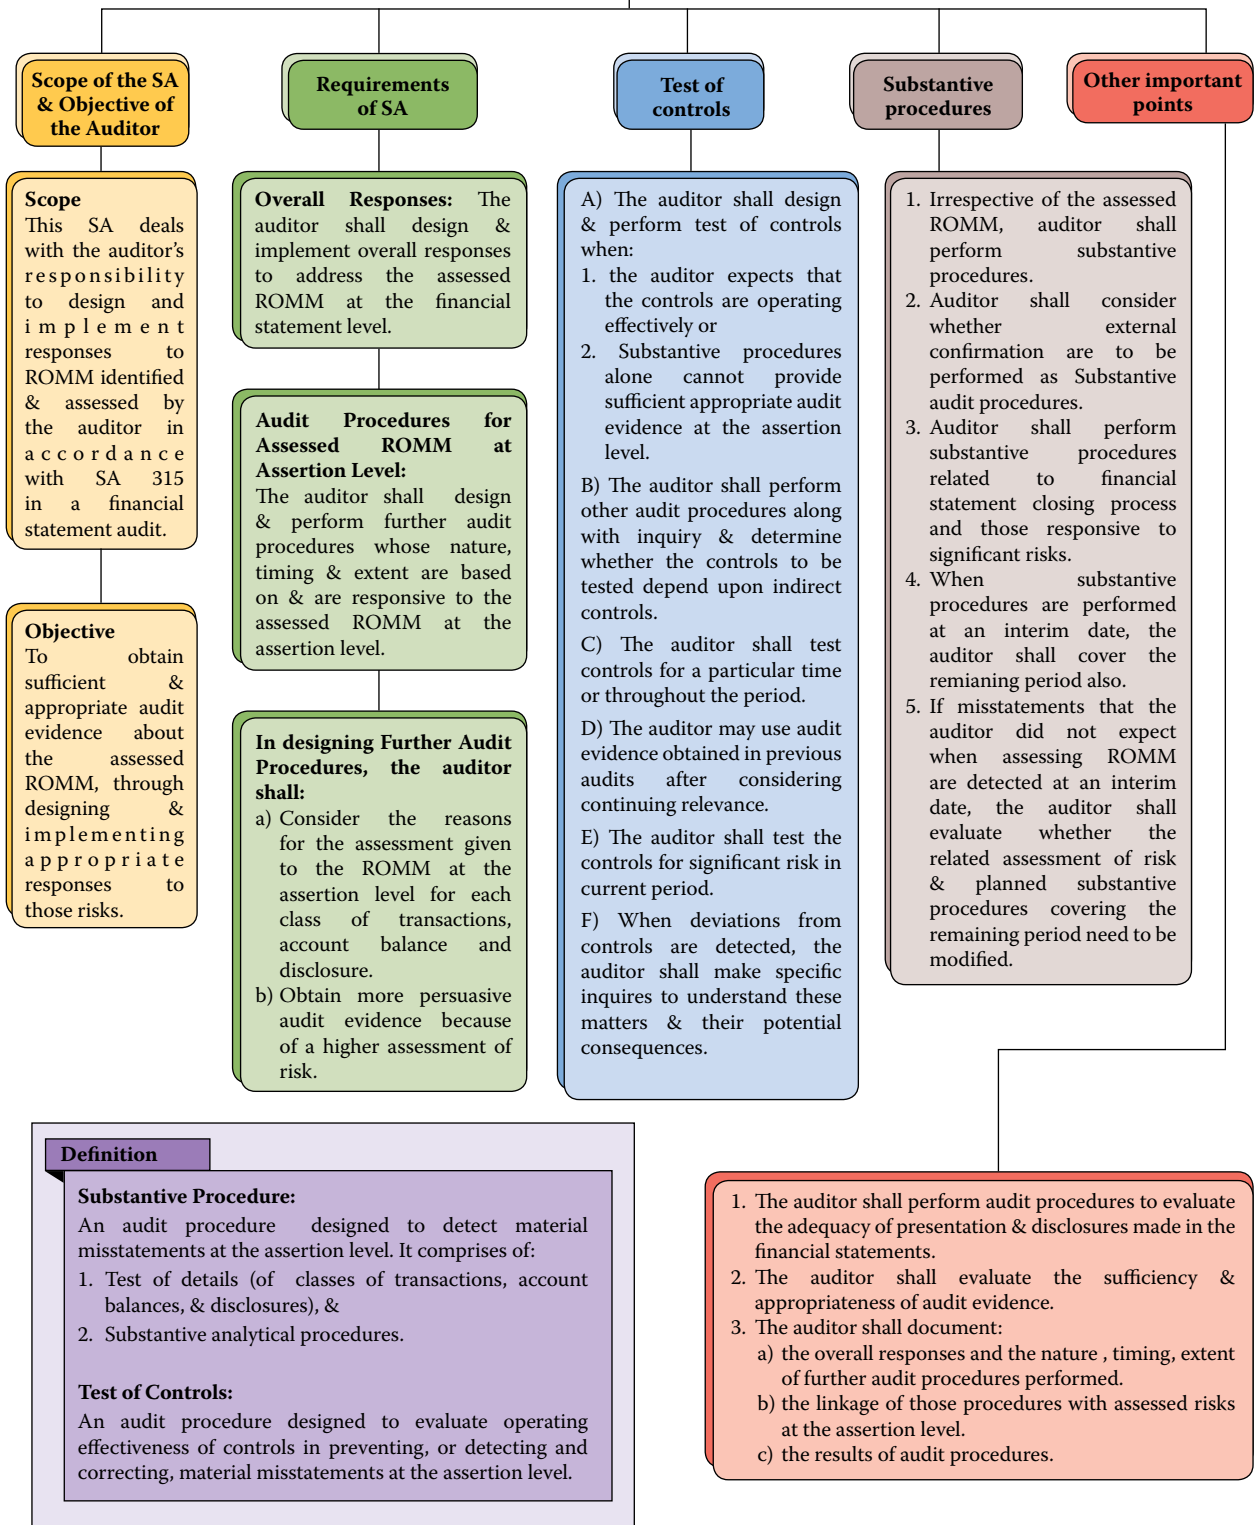 Scope of the SA
& Objective of
the Auditor
Requirements
of SA
Test of
controls
Substantive
procedures
Other important
points
Scope
This SA deals
with the auditor's
responsibility
to design and
implement
responses to
ROMM identified
& assessed by
the auditor in
accordance
with SA 315
in a financial
statement audit.
Objective
To obtain
sufficient &
appropriate audit
evidence about
the assessed
ROMM, through
designing &
implementing
appropriate
responses to
those risks.
Overall Responses: The
auditor shall design &
implement overall responses
to address the assessed
ROMM at the financial
statement level.
Audit Procedures for
Assessed ROMM at
Assertion Level:
The auditor shall design
& perform further audit
procedures whose nature,
timing & extent are based
on & are responsive to the
assessed ROMM at the
assertion level.
In designing Further Audit
Procedures, the auditor
shall:
a) Consider the reasons
for the assessment given
to the ROMM at the
assertion level for each
class of transactions,
account balance and
disclosure.
b) Obtain more persuasive
audit evidence because
of a higher assessment of
risk.
A) The auditor shall design
& perform test of controls
when:
1. the auditor expects that
the controls are operating
effectively or
2. Substantive procedures
alone cannot provide
sufficient appropriate audit
evidence at the assertion
level.
B) The auditor shall perform
other audit procedures along
with inquiry & determine
whether the controls to be
tested depend upon indirect
controls.
C) The auditor shall test
controls for a particular time
or throughout the period.
D) The auditor may use audit
evidence obtained in previous
audits after considering
continuing relevance.
E) The auditor shall test the
controls for significant risk in
current period.
F) When deviations from
controls are detected, the
auditor shall make specific
inquires to understand these
matters & their potential
consequences.
1. Irrespective of the assessed
ROMM, auditor shall
perform substantive
procedures.
2. Auditor shall consider
whether external
confirmation are to be
performed as Substantive
audit procedures.
3. Auditor shall perform
substantive procedures
related to financial
statement closing process
and those responsive to
significant risks.
4. When substantive
procedures are performed
at an interim date, the
auditor shall cover the
remianing period also.
5. If misstatements that the
auditor did not expect
when assessing ROMM
are detected at an interim
date, the auditor shall
evaluate whether the
related assessment of risk
& planned substantive
procedures covering the
remaining period need to be
modified.
Definition
Substantive Procedure:
An audit procedure designed to detect material
misstatements at the assertion level. It comprises of:
1. Test of details (of classes of transactions, account
balances, & disclosures), &
2. Substantive analytical procedures.
Test of Controls:
An audit procedure designed to evaluate operating
effectiveness of controls in preventing, or detecting and
correcting, material misstatements at the assertion level.
1. The auditor shall perform audit procedures to evaluate
the adequacy of presentation & disclosures made in the
financial statements.
2. The auditor shall evaluate the sufficiency &
appropriateness of audit evidence.
3. The auditor shall document:
a) the overall responses and the nature , timing, extent
of further audit procedures performed.
b) the linkage of those procedures with assessed risks
at the assertion level.
c) the results of audit procedures.